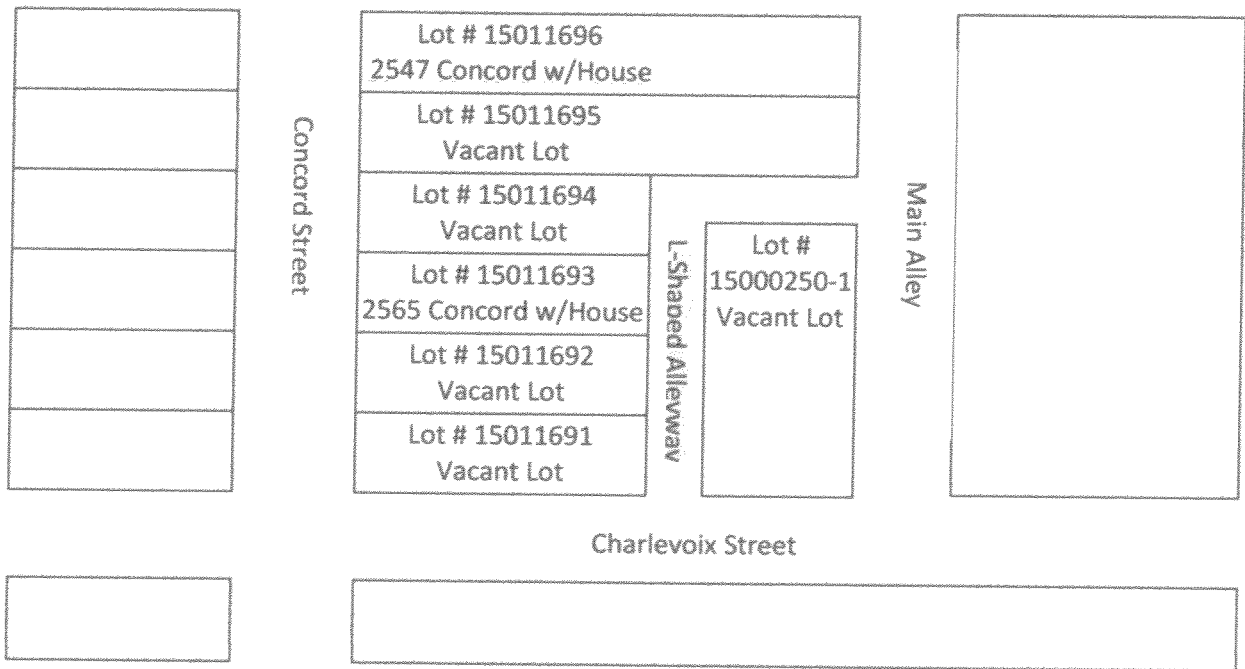 Lot # 15011696
2547 Concord w/House
Lot # 15011695
Vacant Lot
Concord Street
Lot # 15011694
Vacant Lot
Lot # 15011693
2565 Concord w/House
Lot # 15011692
Vacant Lot
Lot # 15011691
Vacant Lot
L-Shaped Alleyway
Lot #
15000250-1
Vacant Lot
Main Alley
Charlevoix Street